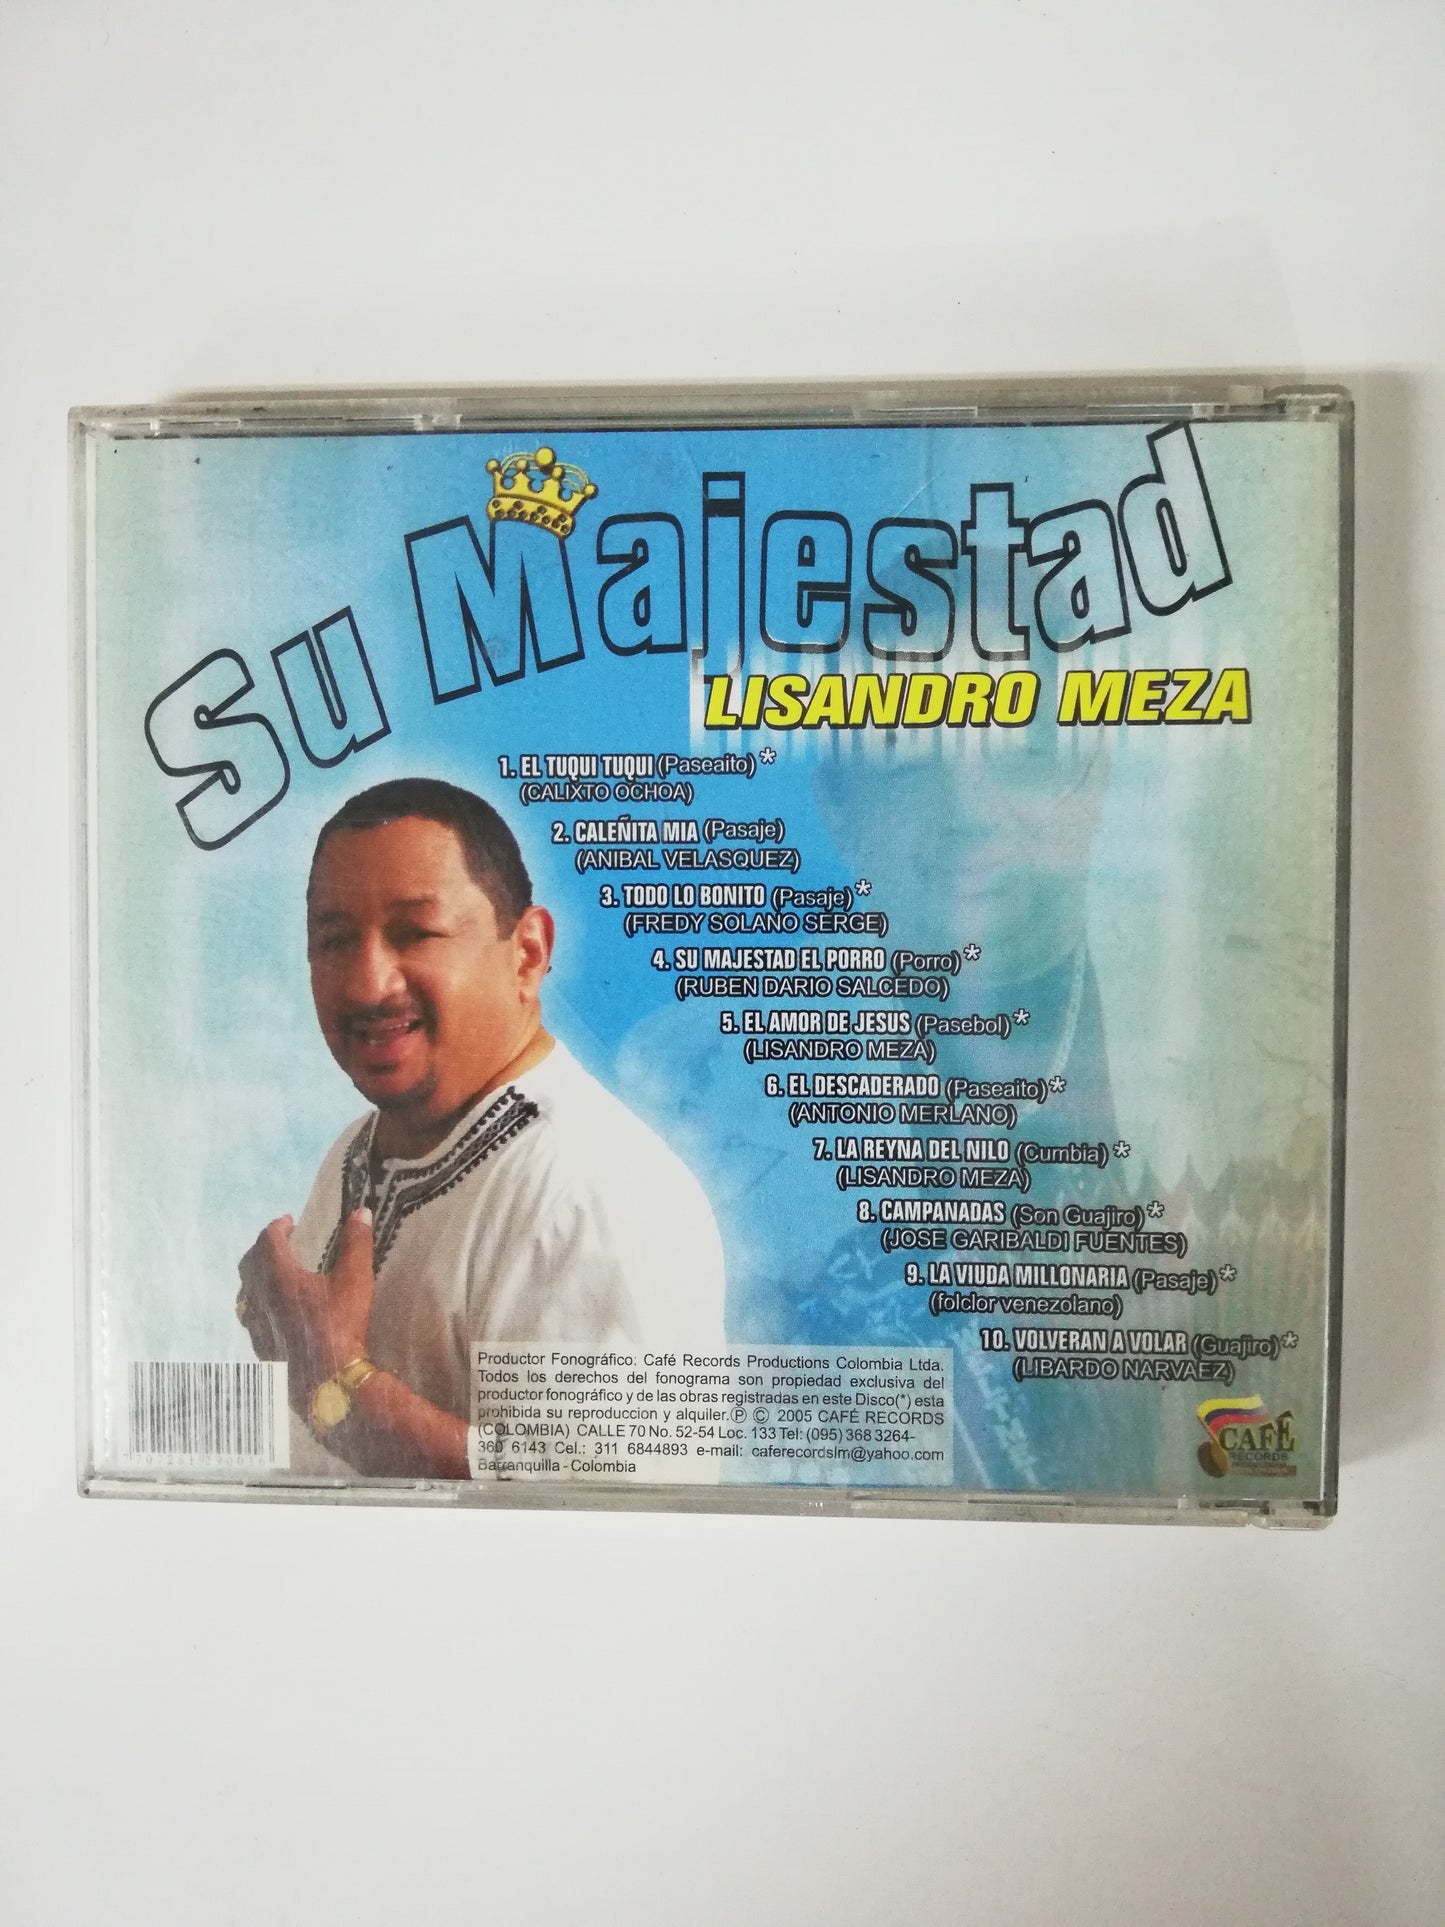 Su Majestad
LISANDRO MEZA
1. EL TUQUI TUQUI (Paseaito)*
(CALIXTO OCHOA)
2. CALEÑITA MIA (Pasaje)
(ANIBAL VELASQUEZ)
3. TODO LO BONITO (Pasaje)*
(FREDY SOLANO SERGE)
4. SU MAJESTAD EL PORRO (Porro)*
(RUBEN DARIO SALCEDO)
5. EL AMOR DE JESUS (Pasebol)*
(LISANDRO MEZA)
6. EL DESCADERADO (Paseaito)*
(ANTONIO MERLANO)
7. LA REYNA DEL NILO (Cumbia)*
(LISANDRO MEZA)
8. CAMPANADAS (Son Guajiro)*
(JOSE GARIBALDI FUENTES)
9. LA VIUDA MILLONARIA (Pasaje)*
(folclor venezolano)
10. VOLVERAN A VOLAR (Guajiro)*
(LIBARDO NARVAEZ)
Productor Fonográfico: Café Records Productions Colombia Ltda.
Todos los derechos del fonograma son propiedad exclusiva del
productor fonográfico y de las obras registradas en este Disco(*) esta
prohibida su reproduccion y alquiler. Ⓟ © 2005 CAFÉ RECORDS
(COLOMBIA) CALLE 70 No. 52-54 Loc. 133 Tel: (095) 368 3264-
360 6143 Cel.: 311 6844893 e-mail: caferecordslm@yahoo.com
Barranquilla - Colombia
CAFÉ
RECORDS